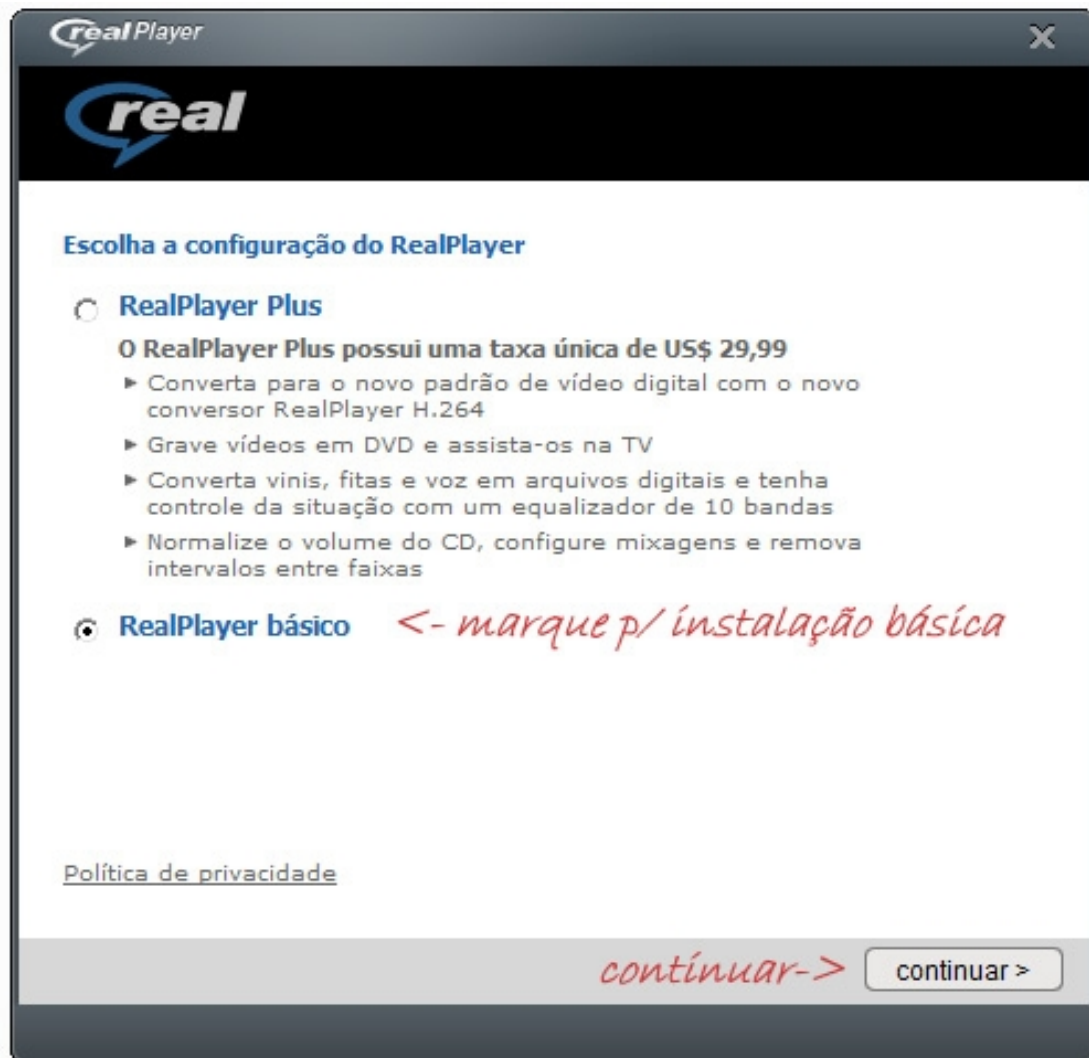 real Player
real
Escolha a configuração do RealPlayer
RealPlayer Plus
O RealPlayer Plus possui uma taxa única de US$ 29,99
Converta para o novo padrão de vídeo digital com o novo
conversor RealPlayer H.264
Grave vídeos em DVD e assista-os na TV
Converta vinis, fitas e voz em arquivos digitais e tenha
controle da situação com um equalizador de 10 bandas
Normalize o volume do CD, configure mixagens e remova
intervalos entre faixas
RealPlayer básico <- marque p/ instalação básica
Política de privacidade
continuar-> continuar >